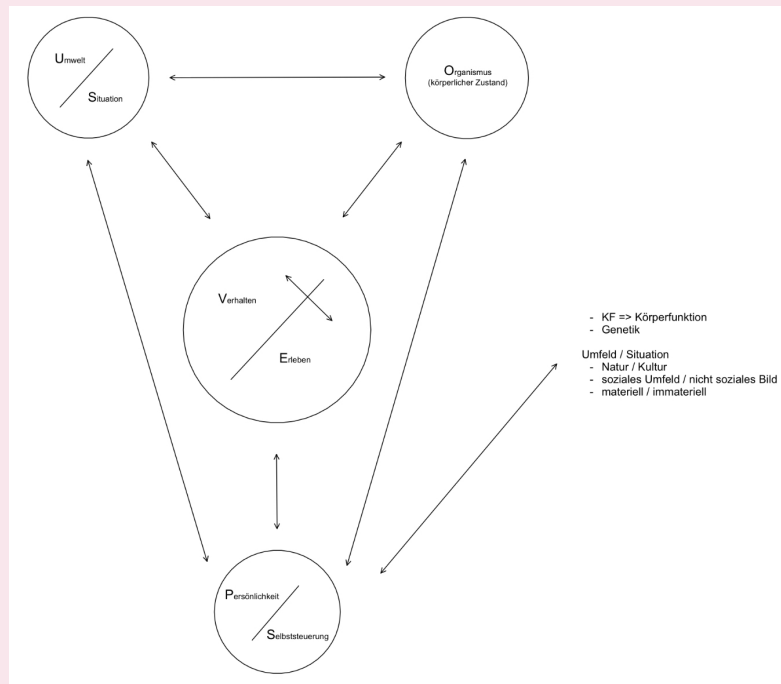 Umwelt
Situation
Organismus
(körperlicher Zustand)
Verhalten
Erleben
- KF => Körperfunktion
- Genetik
Umfeld / Situation
- Natur / Kultur
- soziales Umfeld / nicht soziales Bild
- materiell / immateriell
Persönlichkeit
Selbststeuerung